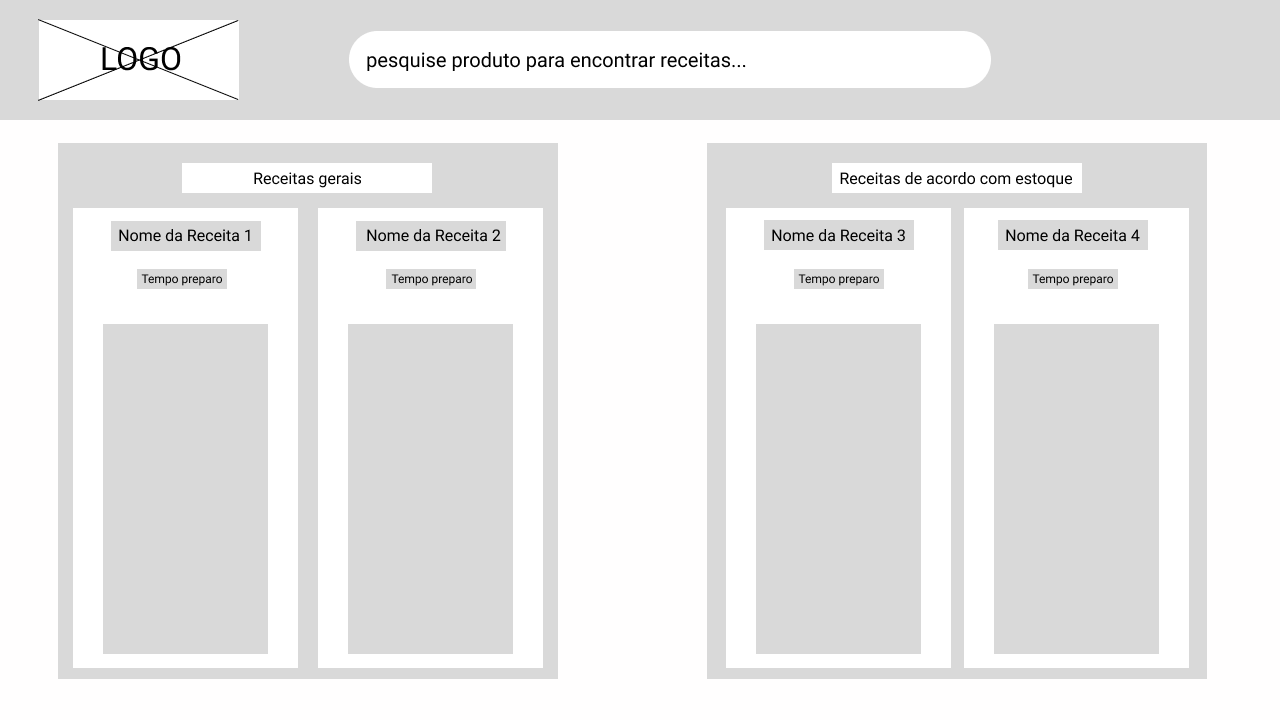 LOGO
pesquise produto para encontrar receitas...
Receitas gerais
Nome da Receita 1
Tempo preparo
Nome da Receita 2
Tempo preparo
Receitas de acordo com estoque
Nome da Receita 3
Tempo preparo
Nome da Receita 4
Tempo preparo